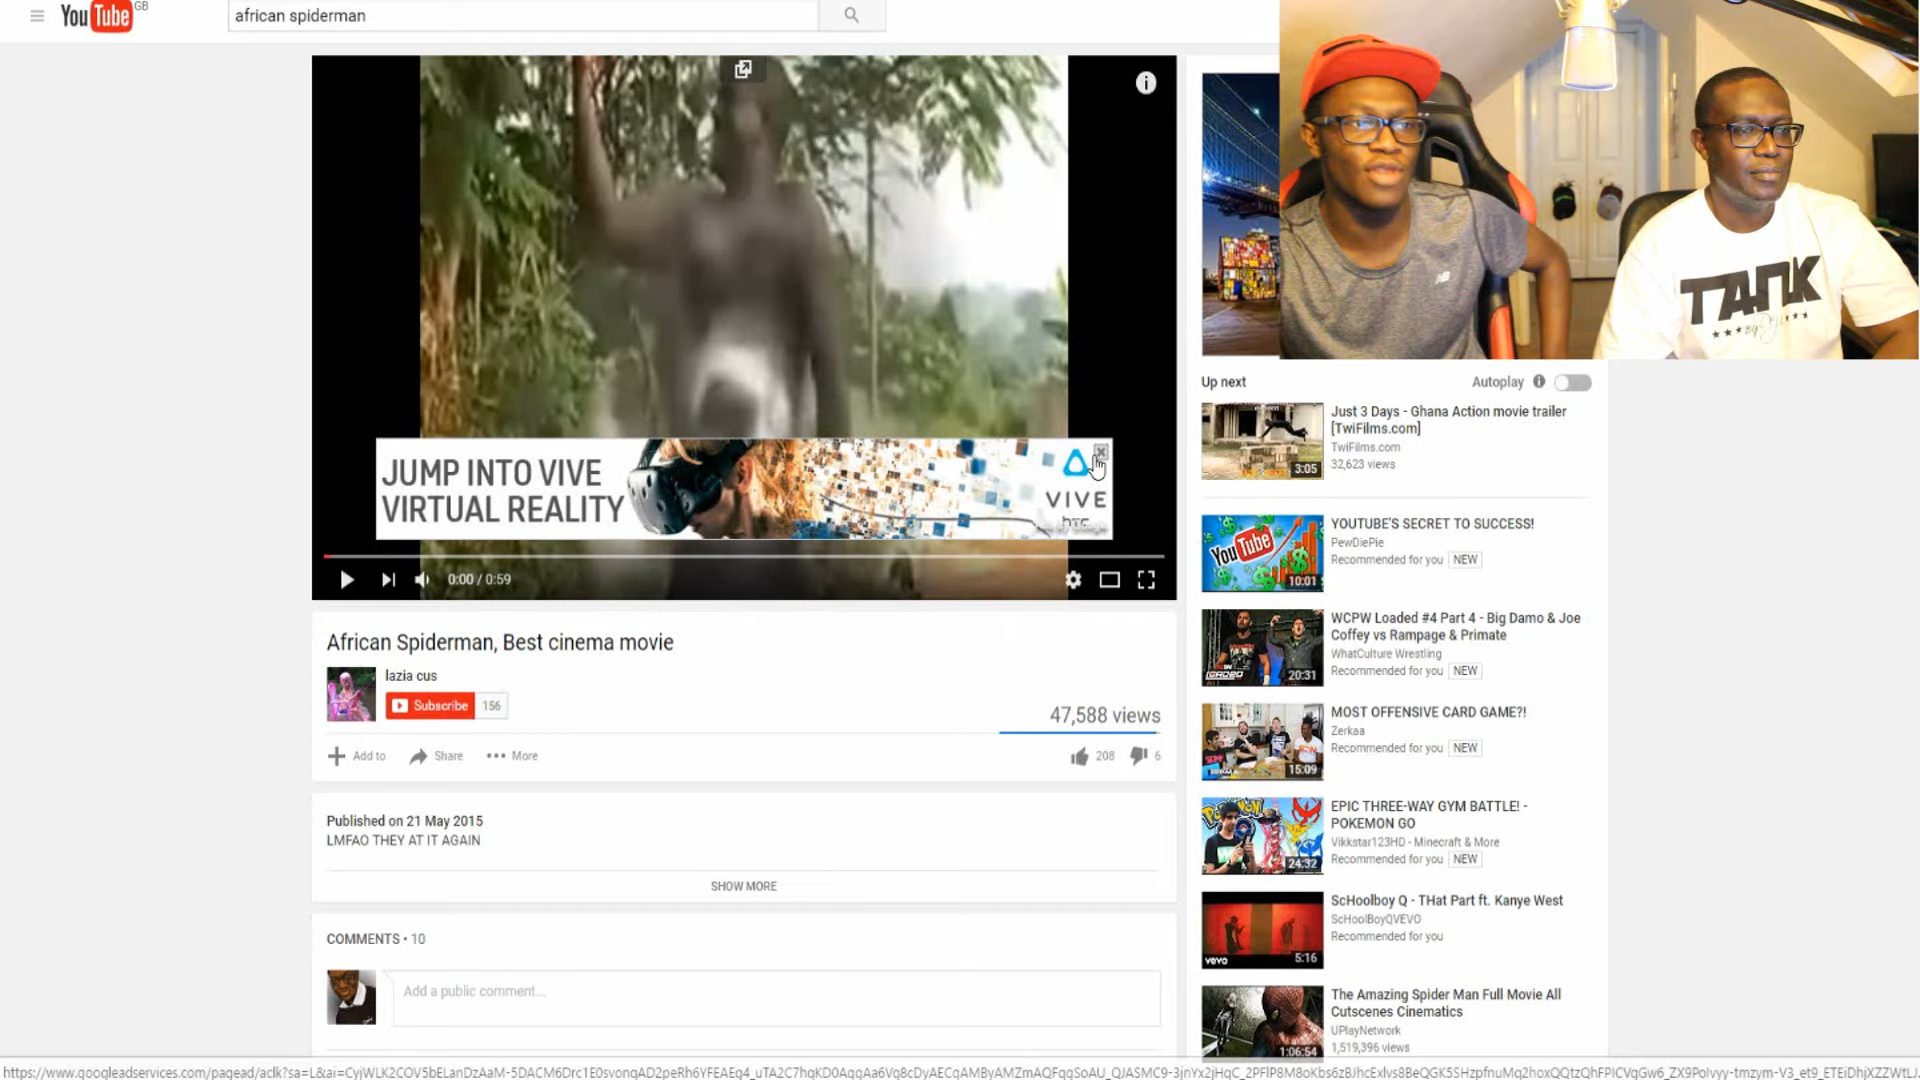 YouTube GB
african spiderman
JUMP INTO VIVE
VIRTUAL REALITY
VIVE
0:00 / 0:59
African Spiderman, Best cinema movie
lazia cus
Subscribe 156
47,588 views
Add to Share More
208 6
Published on 21 May 2015
LMFAO THEY AT IT AGAIN
SHOW MORE
COMMENTS • 10
Add a public comment...
TANK
Up next
Autoplay
Just 3 Days - Ghana Action movie trailer
[TwiFilms.com]
TwiFilms.com
32,623 views
3:05
YOUTUBE'S SECRET TO SUCCESS!
PewDiePie
Recommended for you NEW
You Tube
10:01
WCPW Loaded #4 Part 4 - Big Damo & Joe
Coffey vs Rampage & Primate
WhatCulture Wrestling
Recommended for you NEW
LOADED
20:31
MOST OFFENSIVE CARD GAME?!
Zerkaa
Recommended for you NEW
15:09
EPIC THREE-WAY GYM BATTLE! -
POKEMON GO
Vikkstar123HD - Minecraft & More
Recommended for you NEW
24:32
ScHoolboy Q - THat Part ft. Kanye West
ScHoolBoyQVEVO
Recommended for you
vevo
5:16
The Amazing Spider Man Full Movie All
Cutscenes Cinematics
UPlayNetwork
1,519,396 views
1:06:54